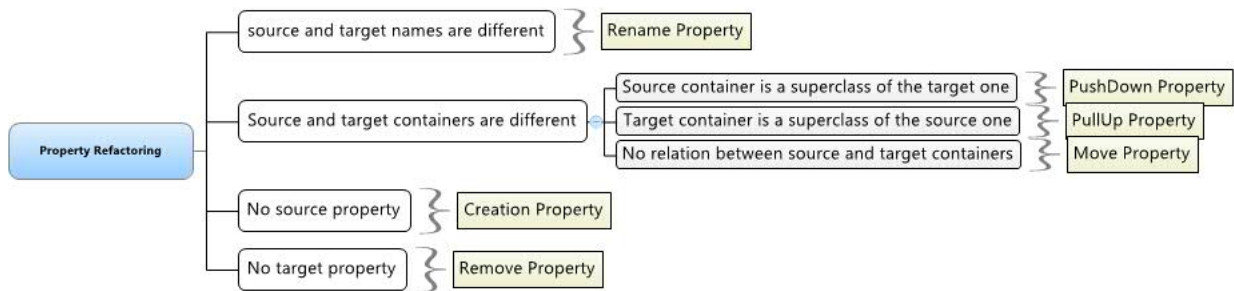 source and target names are different
Rename Property
Source container is a superclass of the target one
PushDown Property
Source and target containers are different
Target container is a superclass of the source one
PullUp Property
Property Refactoring
No relation between source and target containers
Move Property
No source property
Creation Property
No target property
Remove Property